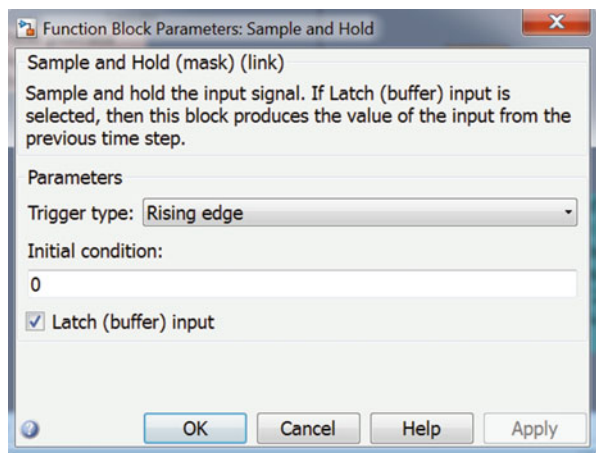 Function Block Parameters: Sample and Hold
Sample and Hold (mask) (link)
Sample and hold the input signal. If Latch (buffer) input is
selected, then this block produces the value of the input from the
previous time step.
Parameters
Trigger type: Rising edge
Initial condition:
0
Latch (buffer) input
OK Cancel Help Apply